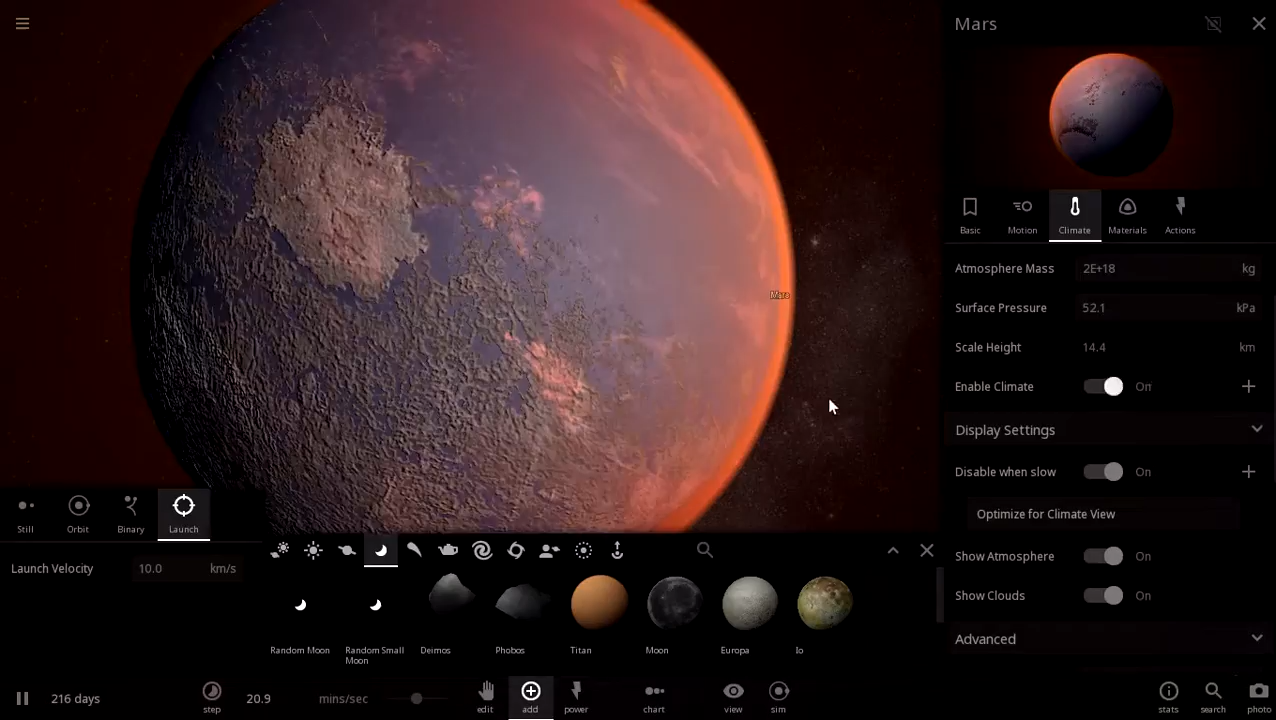 Mars
Mars
Basic
Motion
Climate
Materials
Actions
Atmosphere Mass 2E+18 kg
Surface Pressure 52.1 kPa
Scale Height 14.4 km
Enable Climate On
Display Settings
Disable when slow On
Optimize for Climate View
Show Atmosphere On
Show Clouds On
Advanced
Still
Orbit
Binary
Launch
Launch Velocity 10.0 km/s
Random Moon
Random Small
Moon
Deimos
Phobos
Titan
Moon
Europa
Io
216 days
step
20.9 mins/sec
edit
add
power
chart
view
sim
stats
search
photo